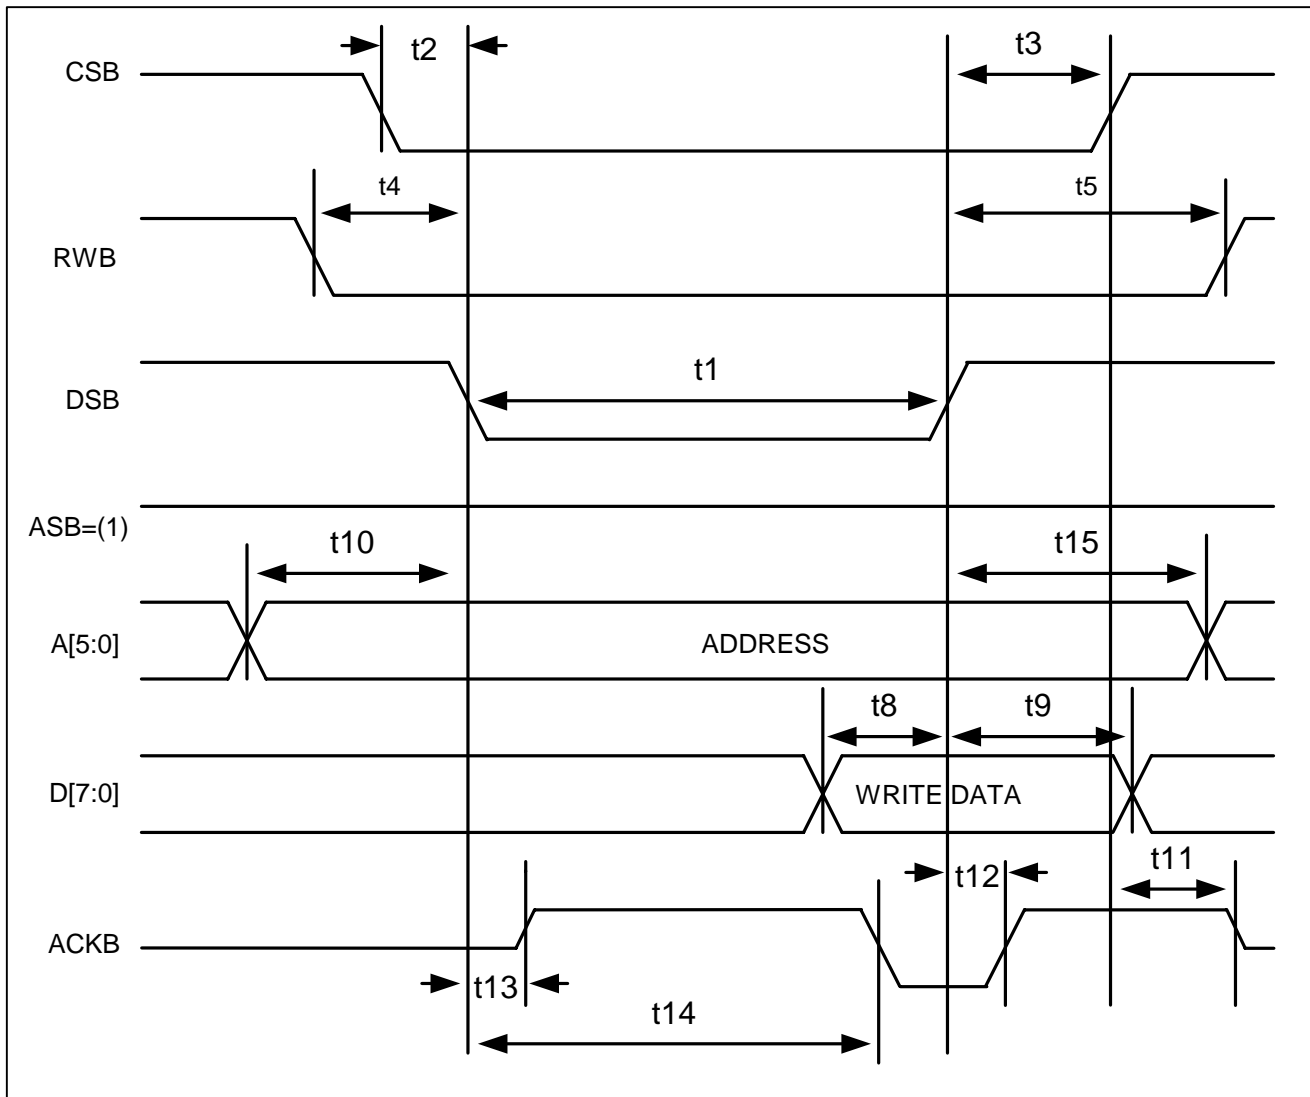 t2
t3
CSB
t4
t5
RWB
t1
DSB
ASB=(1)
t10
t15
A[5:0]
ADDRESS
t8
t9
D[7:0]
WRITE DATA
t12
t11
ACKB
t13
t14